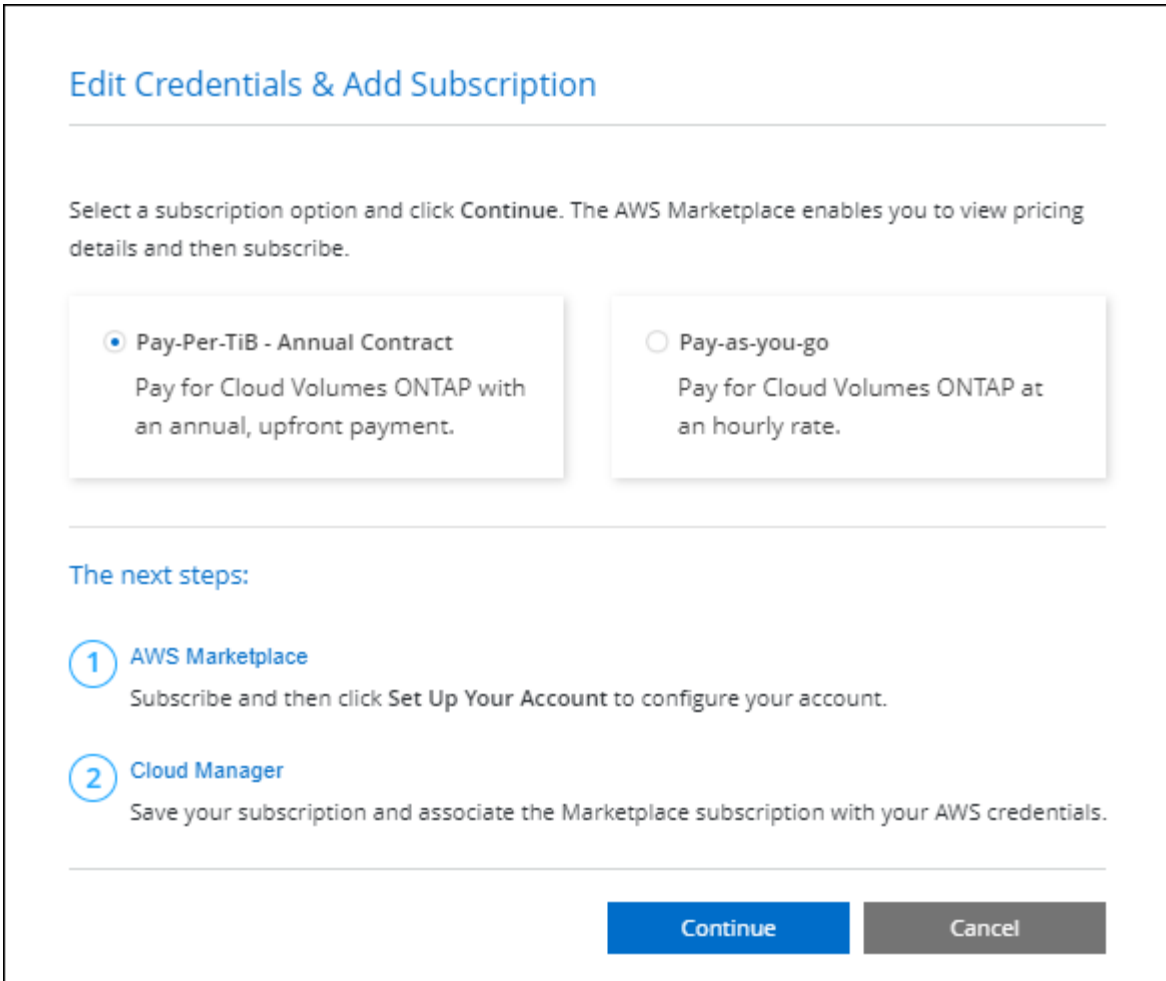 Edit Credentials & Add Subscription
Select a subscription option and click Continue. The AWS Marketplace enables you to view pricing
details and then subscribe.
Pay-Per-TiB - Annual Contract
Pay for Cloud Volumes ONTAP with
an annual, upfront payment.
Pay-as-you-go
Pay for Cloud Volumes ONTAP at
an hourly rate.
The next steps:
1
AWS Marketplace
Subscribe and then click Set Up Your Account to configure your account.
2
Cloud Manager
Save your subscription and associate the Marketplace subscription with your AWS credentials.
Continue
Cancel